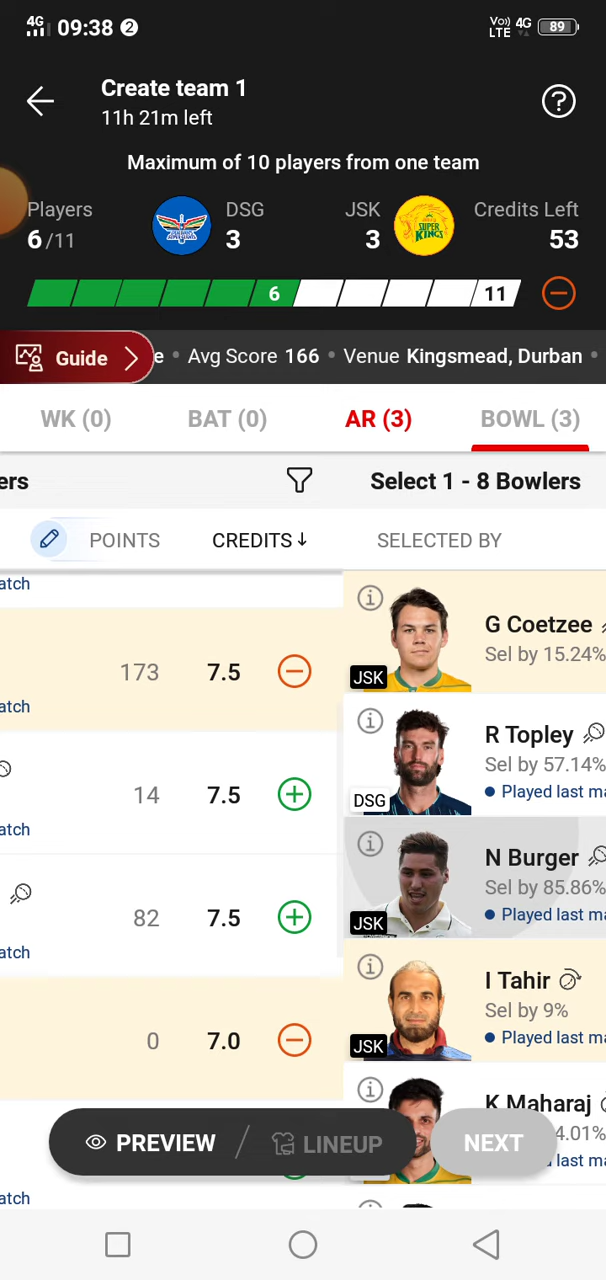 4G 09:38 2 Vo) LTE 4G 89
Create team 1
11h 21m left
?
Maximum of 10 players from one team
Players DSG JSK Credits Left
6/11 3 SUPER KINGS 3 53
6 11
Guide e • Avg Score 166 • Venue Kingsmead, Durban •
WK (0) BAT (0) AR (3) BOWL (3)
ers Select 1 - 8 Bowlers
POINTS CREDITS↓ SELECTED BY
atch
G Coetzee
Sel by 15.24%
JSK
173 7.5
atch
R Topley
Sel by 57.14%
DSG • Played last ma
14 7.5
atch
N Burger
Sel by 85.86%
JSK • Played last ma
82 7.5
atch
I Tahir
Sel by 9%
JSK • Played last ma
0 7.0
K Maharaj
4.01%
last ma
PREVIEW / LINEUP NEXT
atch